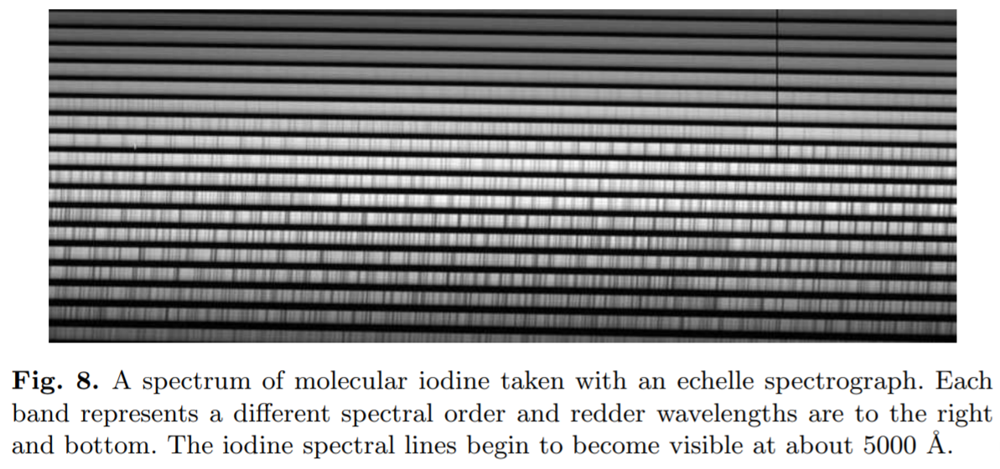 Fig. 8. A spectrum of molecular iodine taken with an echelle spectrograph. Each
band represents a different spectral order and redder wavelengths are to the right
and bottom. The iodine spectral lines begin to become visible at about 5000 Å.